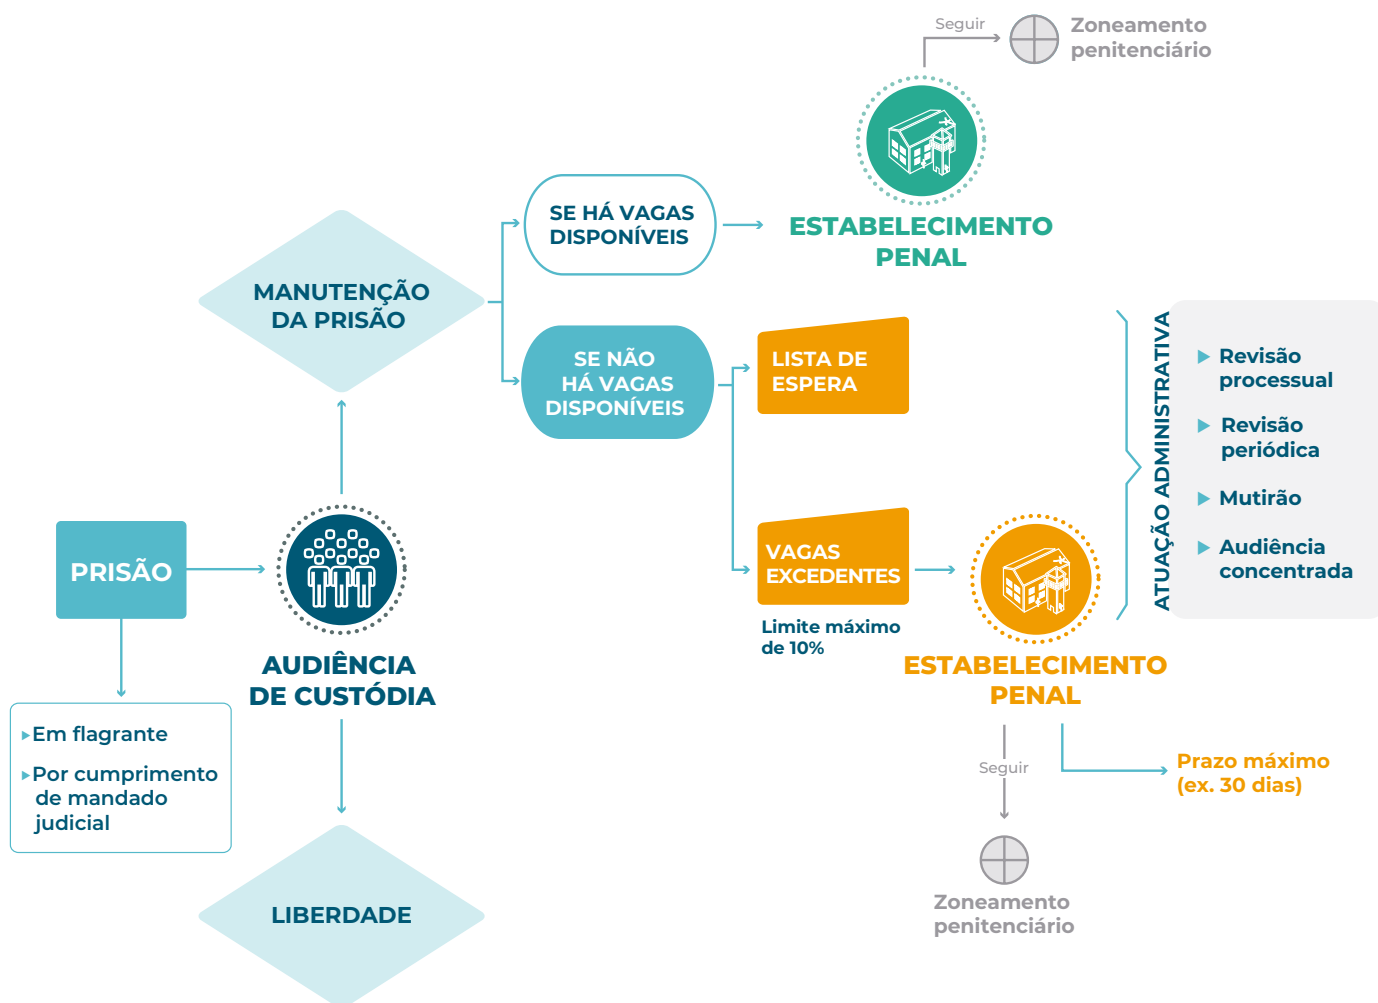 Seguir
Zoneamento
penitenciário
ESTABELECIMENTO
PENAL
SE HÁ VAGAS
DISPONÍVEIS
MANUTENÇÃO
DA PRISÃO
SE NÃO
HÁ VAGAS
DISPONÍVEIS
LISTA DE
ESPERA
VAGAS
EXCEDENTES
Limite máximo
de 10%
ESTABELECIMENTO
PENAL
ATUAÇÃO ADMINISTRATIVA
Revisão
processual
Revisão
periódica
Mutirão
Audiência
concentrada
PRISÃO
AUDIÊNCIA
DE CUSTÓDIA
Em flagrante
Por cumprimento
de mandado
judicial
LIBERDADE
Seguir
Prazo máximo
(ex. 30 dias)
Zoneamento
penitenciário